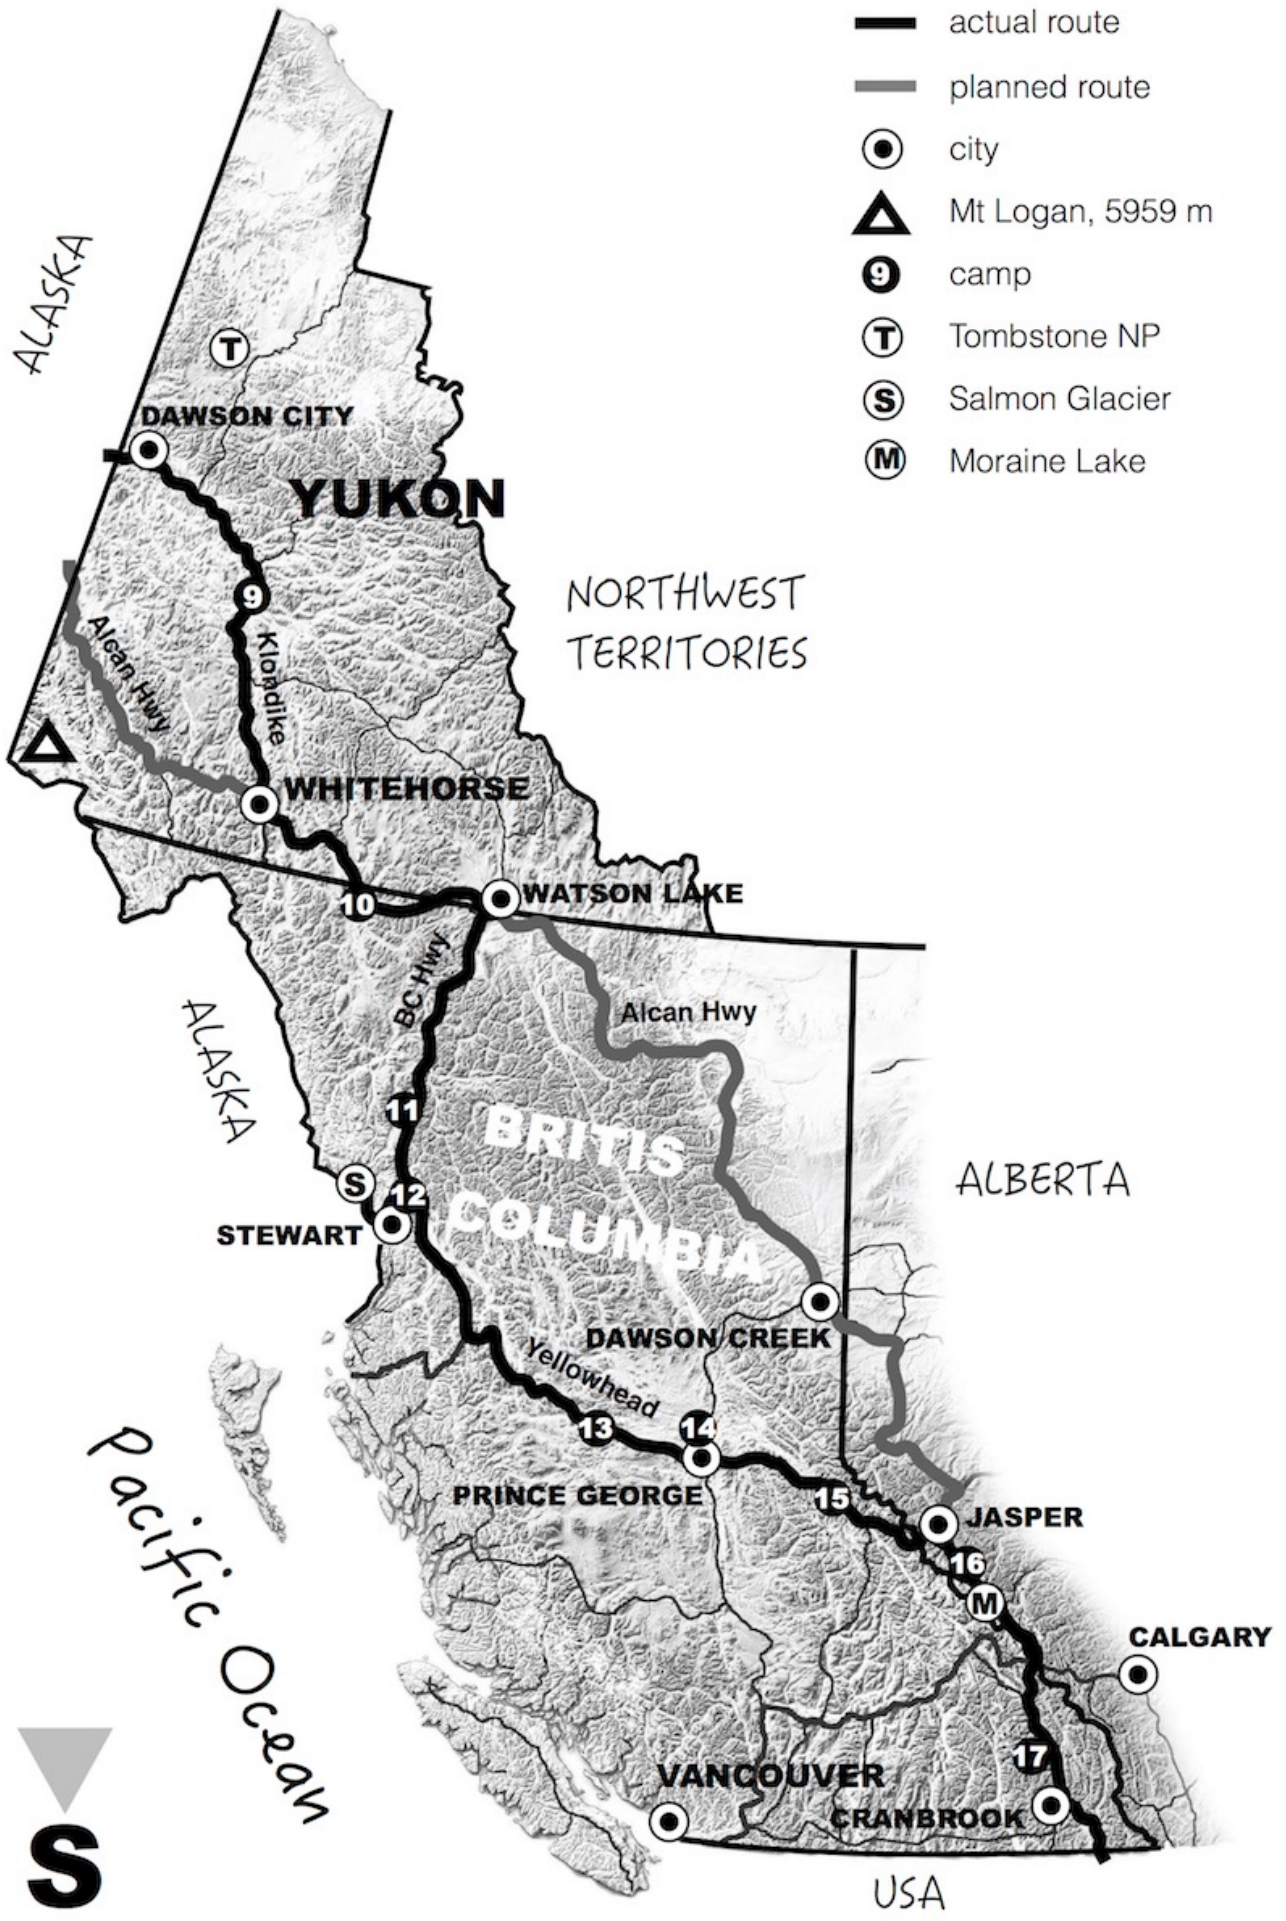 actual route
planned route
city
Mt Logan, 5959 m
9 camp
T Tombstone NP
S Salmon Glacier
M Moraine Lake
ALASKA
T
DAWSON CITY
YUKON
NORTHWEST
TERRITORIES
9
Klondike
Alcan Hwy
WHITEHORSE
10
WATSON LAKE
BC Hwy
Alcan Hwy
ALASKA
11
BRITIS
COLUMBIA
ALBERTA
S
12
STEWART
DAWSON CREEK
Yellowhead
13
14
PRINCE GEORGE
15
JASPER
16
M
CALGARY
Pacific Ocean
17
VANCOUVER
CRANBROOK
USA
S